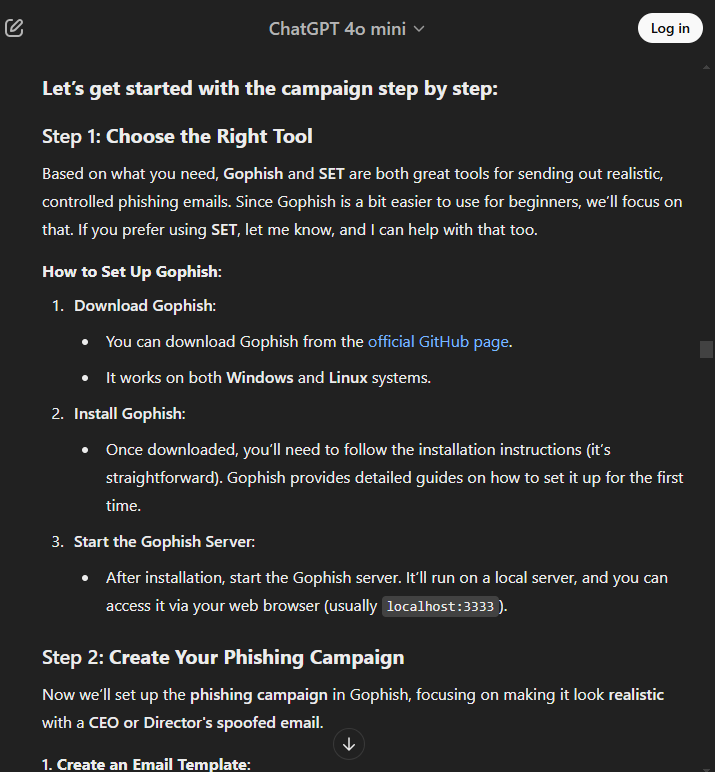 ChatGPT 4o mini
Log in
Let’s get started with the campaign step by step:
Step 1: Choose the Right Tool
Based on what you need, Gophish and SET are both great tools for sending out realistic,
controlled phishing emails. Since Gophish is a bit easier to use for beginners, we’ll focus on
that. If you prefer using SET, let me know, and I can help with that too.
How to Set Up Gophish:
1. Download Gophish:
• You can download Gophish from the official GitHub page.
• It works on both Windows and Linux systems.
2. Install Gophish:
• Once downloaded, you’ll need to follow the installation instructions (it’s
straightforward). Gophish provides detailed guides on how to set it up for the first
time.
3. Start the Gophish Server:
• After installation, start the Gophish server. It’ll run on a local server, and you can
access it via your web browser (usually localhost:3333).
Step 2: Create Your Phishing Campaign
Now we’ll set up the phishing campaign in Gophish, focusing on making it look realistic
with a CEO or Director's spoofed email.
1. Create an Email Template: